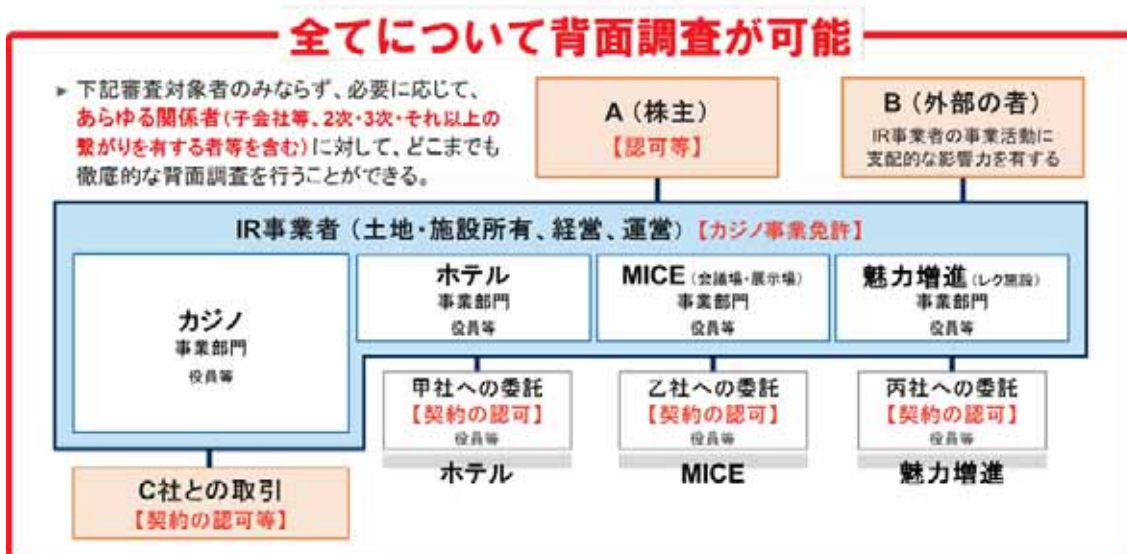 全てについて背面調査が可能
▶ 下記審査対象者のみならず、必要に応じて、
あらゆる関係者(子会社等、2次・3次・それ以上の
繋がりを有する者等を含む)に対して、どこまでも
徹底的な背面調査を行うことができる。
A(株主)
【認可等】
B(外部の者)
IR事業者の事業活動に
支配的な影響力を有する
IR事業者(土地・施設所有、経営、運営)【カジノ事業免許】
カジノ
事業部門
役員等
ホテル
事業部門
役員等
MICE(会議場・展示場)
事業部門
役員等
魅力増進(レク施設)
事業部門
役員等
甲社への委託
【契約の認可】
役員等
ホテル
乙社への委託
【契約の認可】
役員等
MICE
丙社への委託
【契約の認可】
役員等
魅力増進
C社との取引
【契約の認可等】